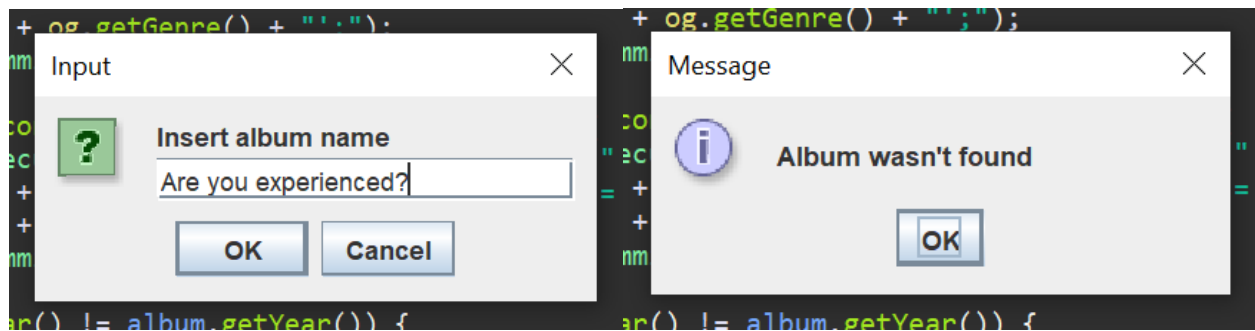 + og.getGenre() + "';");
Input
Insert album name
Are you experienced?
OK Cancel
ar() != album.getYear()) {
+ og.getGenre() + "';");
Message
Album wasn't found
OK
ar() != album.getYear()) {